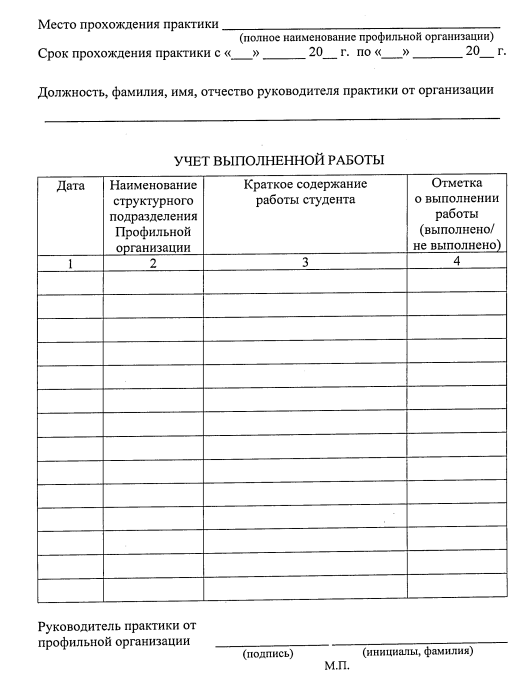 Место прохождения практики ____________________
(полное наименование профильной организации)
Срок прохождения практики с «___» ______ 20__ г. по «___» _______ 20__ г.
Должность, фамилия, имя, отчество руководителя практики от организации
УЧЕТ ВЫПОЛНЕННОЙ РАБОТЫ
Дата
Наименование
структурного
подразделения
Профильной
организации
Краткое содержание
работы студента
Отметка
о выполнении
работы
(выполнено/
не выполнено)
1 2 3 4
Руководитель практики от
профильной организации
(подпись) (инициалы, фамилия)
М.П.